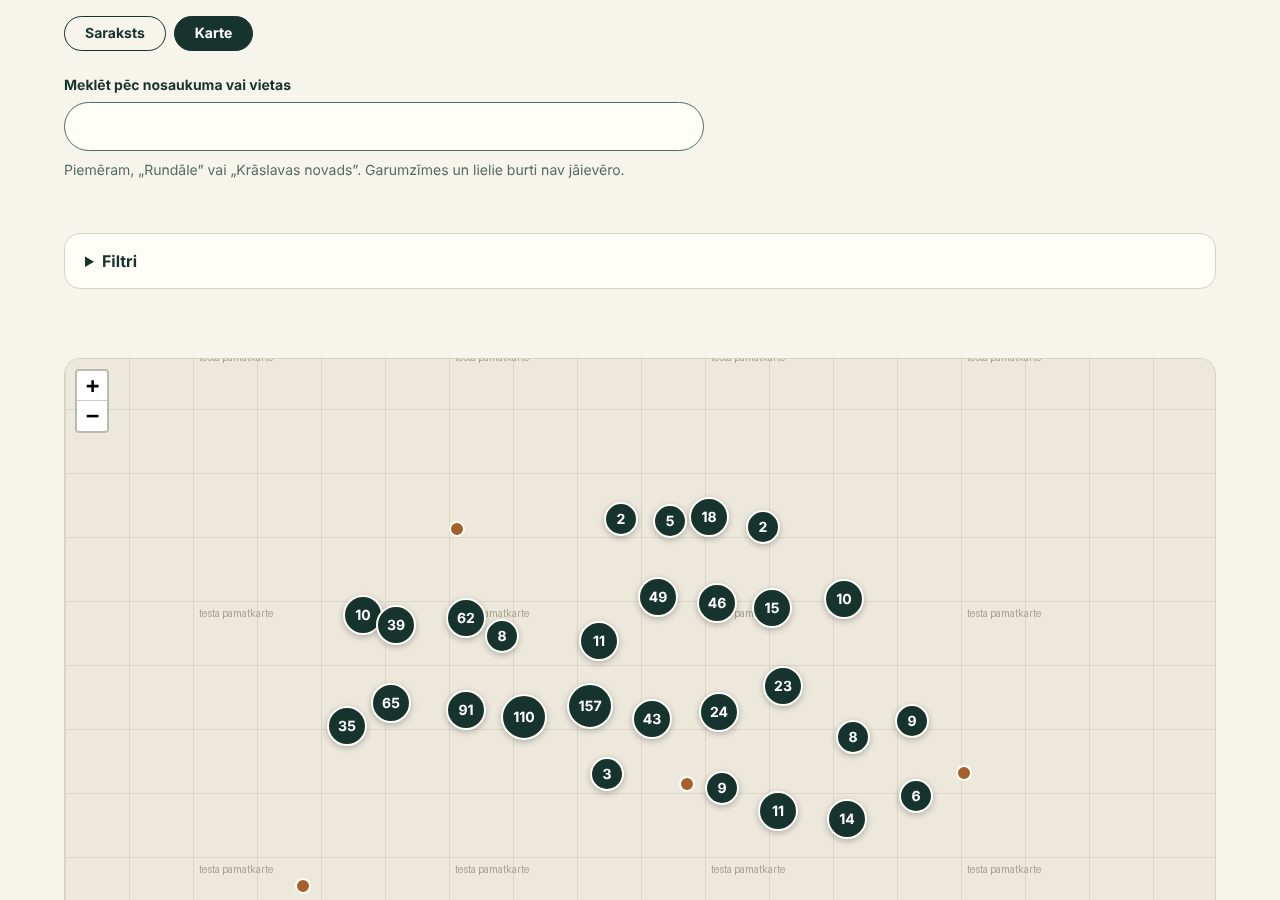 Saraksts Karte
Meklēt pēc nosaukuma vai vietas
Piemēram, „Rundāle” vai „Krāslavas novads”. Garumzīmes un lielie burti nav jāievēro.
Filtri
testa pamatkarte testa pamatkarte testa pamatkarte testa pamatkarte
+
−
2 5 18 2
49 46 15 10
10 39 62 8 11
testa pamatkarte testa pamatkarte
23
35 65 91 110 157 43 24 8 9
3 9 6
11 14
testa pamatkarte testa pamatkarte testa pamatkarte testa pamatkarte